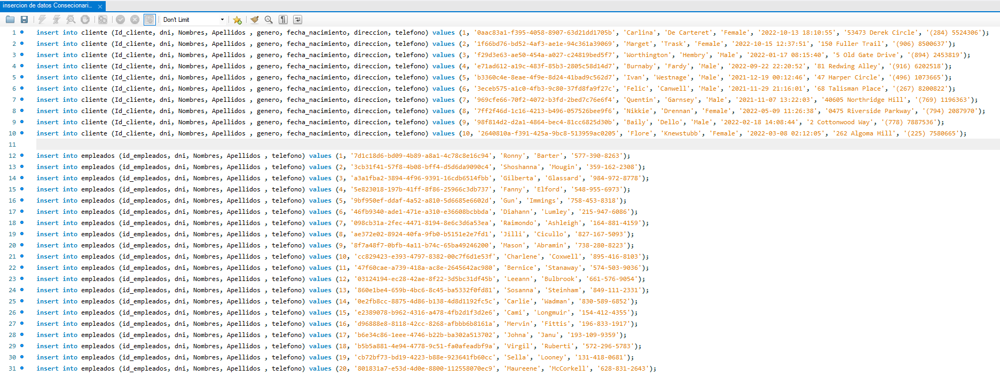 insercion de datos Consecionari...
Don't Limit
1 insert into cliente (Id_cliente, dni, Nombres, Apellidos , genero, fecha_nacimiento, direccion, telefono) values (1, '0aac83a1-f395-4058-8907-63d21dd1705b', 'Carlina', 'De Carteret', 'Female', '2022-10-13 18:10:55', '53473 Derek Circle', '(284) 5524306');
2 insert into cliente (Id_cliente, dni, Nombres, Apellidos , genero, fecha_nacimiento, direccion, telefono) values (2, '1f66bd76-bd52-4af3-ae1e-94c361a39069', 'Marget', 'Trask', 'Female', '2022-10-15 12:37:51', '150 Fuller Trail', '(906) 8500637');
3 insert into cliente (Id_cliente, dni, Nombres, Apellidos , genero, fecha_nacimiento, direccion, telefono) values (3, 'f29d3e63-ae50-454a-a027-c24819bed5f7', 'Worthington', 'Hembry', 'Male', '2022-01-17 08:15:40', '5 Old Gate Drive', '(894) 2453819');
4 insert into cliente (Id_cliente, dni, Nombres, Apellidos , genero, fecha_nacimiento, direccion, telefono) values (4, 'e71ad612-a19c-483f-85b3-2805c58d14d7', 'Burnaby', 'Fardy', 'Male', '2022-09-22 22:20:52', '81 Redwing Alley', '(916) 6202518');
5 insert into cliente (Id_cliente, dni, Nombres, Apellidos , genero, fecha_nacimiento, direccion, telefono) values (5, 'b3360c4e-8eae-4f9e-8d24-41bad9c562d7', 'Ivan', 'Westnage', 'Male', '2021-12-19 00:12:46', '47 Harper Circle', '(496) 1073665');
6 insert into cliente (Id_cliente, dni, Nombres, Apellidos , genero, fecha_nacimiento, direccion, telefono) values (6, '3eceb575-a1c0-4fb3-9c80-37fd8fa9f27c', 'Felic', 'Canwell', 'Male', '2021-11-29 21:16:01', '68 Talisman Place', '(267) 8200822');
7 insert into cliente (Id_cliente, dni, Nombres, Apellidos , genero, fecha_nacimiento, direccion, telefono) values (7, '969cfe66-70f2-4072-b3fd-2bed7c76e6f4', 'Quentin', 'Garnsey', 'Male', '2021-11-07 13:22:03', '40605 Northridge Hill', '(769) 1196363');
8 insert into cliente (Id_cliente, dni, Nombres, Apellidos , genero, fecha_nacimiento, direccion, telefono) values (8, '7ff2f46d-1c16-4213-b496-057526bee9f6', 'Nikkie', 'Drennan', 'Female', '2022-05-09 11:26:38', '0475 Riverside Parkway', '(794) 2087970');
9 insert into cliente (Id_cliente, dni, Nombres, Apellidos , genero, fecha_nacimiento, direccion, telefono) values (9, '98f814d2-d2a1-4864-bec4-81cc6825d30b', 'Baily', 'Dello', 'Male', '2022-02-18 14:08:44', '2 Cottonwood Way', '(778) 7887536');
10 insert into cliente (Id_cliente, dni, Nombres, Apellidos , genero, fecha_nacimiento, direccion, telefono) values (10, '2640810a-f391-425a-9bc8-513959ac0205', 'Flore', 'Knewstubb', 'Female', '2022-03-08 02:12:05', '262 Algoma Hill', '(225) 7580665');
11
12 insert into empleados (id_empleados, dni, Nombres, Apellidos , telefono) values (1, '7d1c18d6-bd09-4b89-a8a1-4c78c8e16c94', 'Ronny', 'Barter', '577-390-8263');
13 insert into empleados (id_empleados, dni, Nombres, Apellidos , telefono) values (2, '3cb31f41-57f8-4b08-bff4-d5d6da9090c4', 'Shoshanna', 'Mougin', '359-162-2308');
14 insert into empleados (id_empleados, dni, Nombres, Apellidos , telefono) values (3, 'a3a1fba2-3894-4f96-9391-16cdb6514fbb', 'Gilberta', 'Glassard', '984-972-8778');
15 insert into empleados (id_empleados, dni, Nombres, Apellidos , telefono) values (4, '5e823018-197b-41ff-8f86-25966c3db737', 'Fanny', 'Elford', '548-955-6973');
16 insert into empleados (id_empleados, dni, Nombres, Apellidos , telefono) values (5, '9bf950ef-ddaf-4a52-a810-5d6685e6602d', 'Gun', 'Immings', '758-453-8318');
17 insert into empleados (id_empleados, dni, Nombres, Apellidos , telefono) values (6, '46fb9340-ade1-471e-a310-e36608bcbbda', 'Diahann', 'Lumley', '215-947-6086');
18 insert into empleados (id_empleados, dni, Nombres, Apellidos , telefono) values (7, '098cb31a-2fec-4471-8194-8e6c3d6a53ea', 'Raimondo', 'Ashleigh', '164-881-4159');
19 insert into empleados (id_empleados, dni, Nombres, Apellidos , telefono) values (8, 'ae372e02-8924-40fa-9fb0-b5151e2e7fd1', 'Jilli', 'Cicullo', '827-167-5093');
20 insert into empleados (id_empleados, dni, Nombres, Apellidos , telefono) values (9, '8f7a48f7-0bfb-4a11-b74c-65ba49246200', 'Mason', 'Abramin', '738-280-8223');
21 insert into empleados (id_empleados, dni, Nombres, Apellidos , telefono) values (10, 'cc829423-e393-4797-8382-00c7f6d1e53f', 'Charlene', 'Coxwell', '895-416-8103');
22 insert into empleados (id_empleados, dni, Nombres, Apellidos , telefono) values (11, '47f60cae-a739-418a-ac8e-2645642ac980', 'Bernice', 'Stanaway', '574-503-9036');
23 insert into empleados (id_empleados, dni, Nombres, Apellidos , telefono) values (12, '03124194-ec28-42ae-8f22-3d5bc31df45b', 'Leeann', 'Bulbrook', '661-576-9054');
24 insert into empleados (id_empleados, dni, Nombres, Apellidos , telefono) values (13, '860e1be4-659b-4bc6-8c45-ba5332f0fd81', 'Sosanna', 'Steinham', '849-111-2331');
25 insert into empleados (id_empleados, dni, Nombres, Apellidos , telefono) values (14, '0e2fb8cc-8875-4d86-b138-4d8d1192fc5c', 'Carlie', 'Wadman', '830-589-6852');
26 insert into empleados (id_empleados, dni, Nombres, Apellidos , telefono) values (15, 'e2389078-b962-4316-a478-4fb2d1f3d2e6', 'Cami', 'Longmuir', '154-412-4355');
27 insert into empleados (id_empleados, dni, Nombres, Apellidos , telefono) values (16, 'd96888e8-8118-42cc-8268-afbbb6b8161a', 'Mervin', 'Fittis', '196-833-1917');
28 insert into empleados (id_empleados, dni, Nombres, Apellidos , telefono) values (17, 'b6e34c86-1eee-4746-b22b-ba302a513702', 'Johna', 'Janu', '193-109-9359');
29 insert into empleados (id_empleados, dni, Nombres, Apellidos , telefono) values (18, 'b5b5a881-4e94-4778-9c51-fa0afeadbf9a', 'Virgil', 'Ruberti', '572-296-5783');
30 insert into empleados (id_empleados, dni, Nombres, Apellidos , telefono) values (19, 'cb72bf73-bd19-4223-b88e-923641fb60cc', 'Sella', 'Looney', '131-418-0681');
31 insert into empleados (id_empleados, dni, Nombres, Apellidos , telefono) values (20, '801831a7-e53d-4d0e-8800-112558070ec9', 'Maureene', 'McCorkell', '628-831-2643');